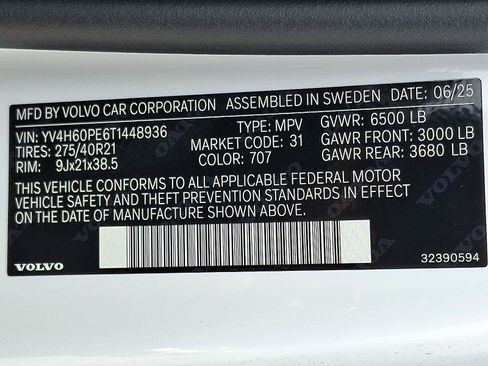 MFD BY VOLVO CAR CORPORATION ASSEMBLED IN SWEDEN DATE: 06/25
VIN: YV4H60PE6T1448936 TYPE: MPV GVWR: 6500 LB
TIRES: 275/40R21 MARKET CODE: 31 GAWR FRONT: 3000 LB
RIM: 9Jx21x38.5 COLOR: 707 GAWR REAR: 3680 LB
THIS VEHICLE CONFORMS TO ALL APPLICABLE FEDERAL MOTOR
VEHICLE SAFETY AND THEFT PREVENTION STANDARDS IN EFFECT
ON THE DATE OF MANUFACTURE SHOWN ABOVE.
VOLVO 32390594